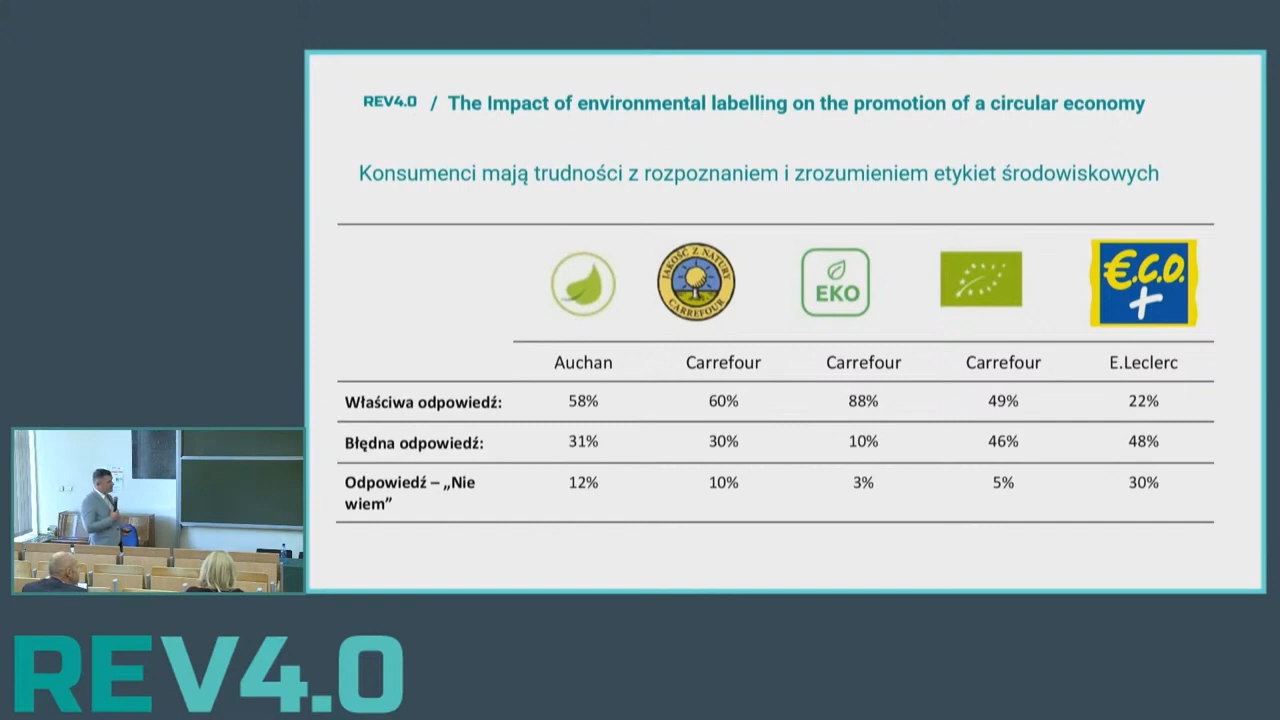 REV4.0 / The Impact of environmental labelling on the promotion of a circular economy
Konsumenci mają trudności z rozpoznaniem i zrozumieniem etykiet środowiskowych
JAKOŚĆ Z NATURY
CARREFOUR
EKO
€.C.O.
+
Auchan Carrefour Carrefour Carrefour E.Leclerc
Właściwa odpowiedź: 58% 60% 88% 49% 22%
Błędna odpowiedź: 31% 30% 10% 46% 48%
Odpowiedź – „Nie 12% 10% 3% 5% 30%
wiem”
REV4.0